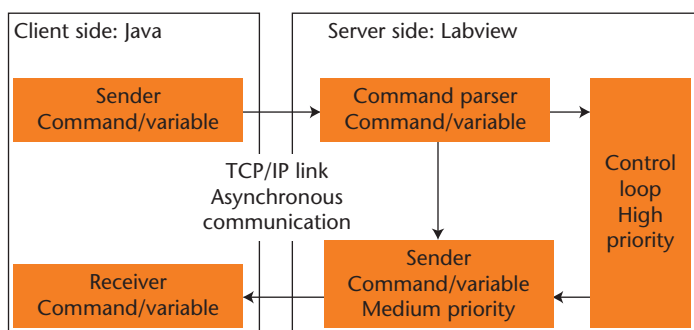 Client side: Java
Server side: Labview
Sender
Command/variable
Command parser
Command/variable
Control
loop
High
priority
TCP/IP link
Asynchronous
communication
Receiver
Command/variable
Sender
Command/variable
Medium priority